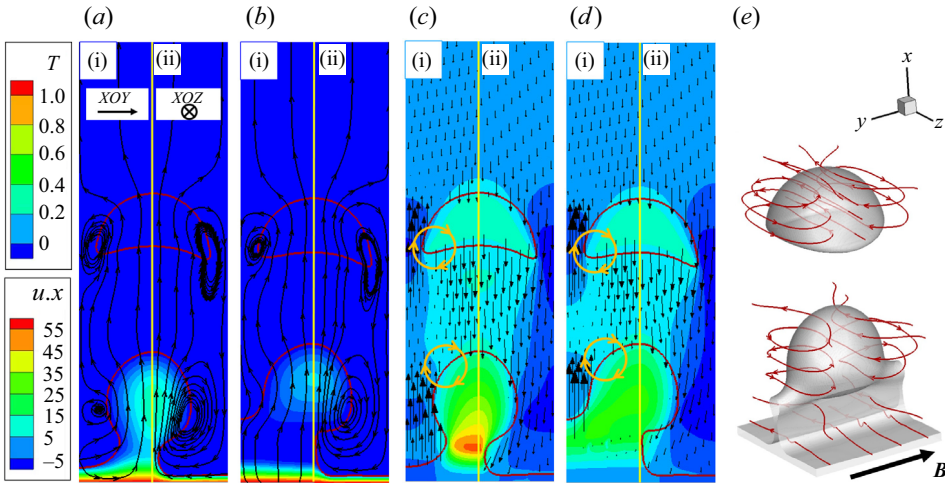 (a) (b) (c) (d) (e)
(i) (ii) (i) (ii) (i) (ii) (i) (ii)
T
1.0
0.8
0.6
0.4
0.2
0
XOY XOZ
x
y z
u.x
55
45
35
25
15
5
–5
B